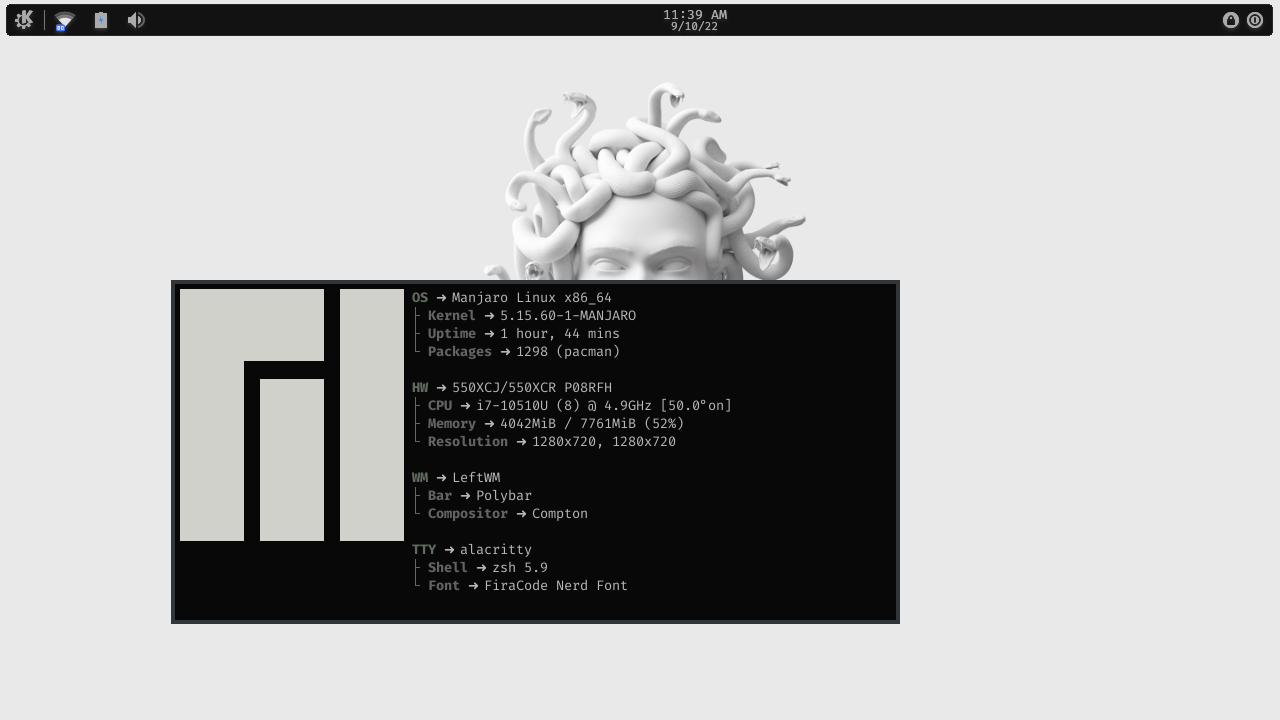 11:39 AM
9/10/22
OS ➜ Manjaro Linux x86_64
├ Kernel ➜ 5.15.60-1-MANJARO
├ Uptime ➜ 1 hour, 44 mins
└ Packages ➜ 1298 (pacman)
HW ➜ 550XCJ/550XCR P08RFH
├ CPU ➜ i7-10510U (8) @ 4.9GHz [50.0°on]
├ Memory ➜ 4042MiB / 7761MiB (52%)
└ Resolution ➜ 1280x720, 1280x720
WM ➜ LeftWM
├ Bar ➜ Polybar
└ Compositor ➜ Compton
TTY ➜ alacritty
├ Shell ➜ zsh 5.9
└ Font ➜ FiraCode Nerd Font